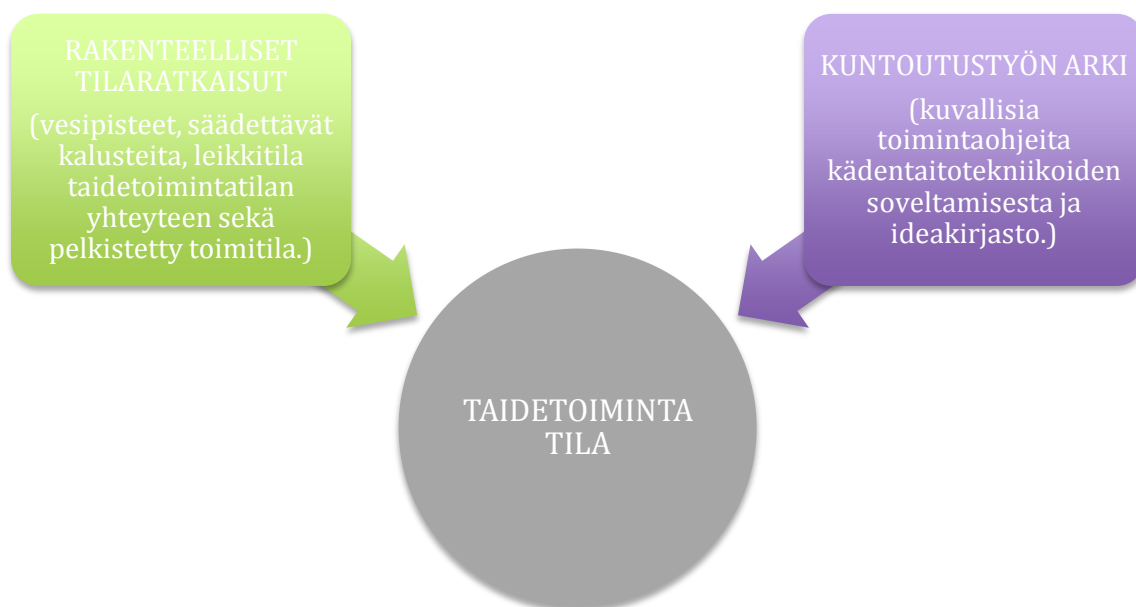 RAKENTEELLISET
TILARATKAISUT
(vesipisteet, säädettävät
kalusteita, leikkitila
taidetoimintatilan
yhteyteen sekä
pelkistetty toimitila.)
KUNTOUTUSTYÖN ARKI
(kuvallisia
toimintaohjeita
kädentaitotekniikoiden
soveltamisesta ja
ideakirjasto.)
TAIDETOIMINTA
TILA